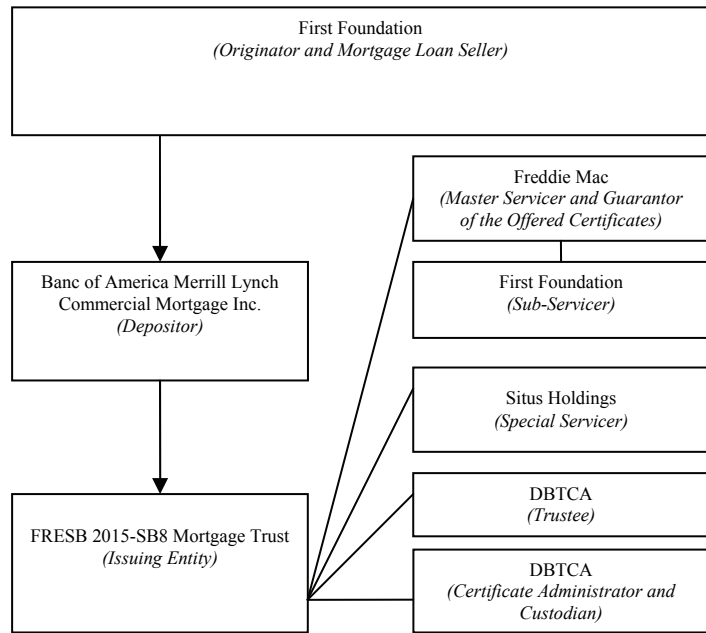 First Foundation
(Originator and Mortgage Loan Seller)
Freddie Mac
(Master Servicer and Guarantor
of the Offered Certificates)
Banc of America Merrill Lynch
Commercial Mortgage Inc.
(Depositor)
First Foundation
(Sub-Servicer)
Situs Holdings
(Special Servicer)
DBTCA
(Trustee)
FRESB 2015-SB8 Mortgage Trust
(Issuing Entity)
DBTCA
(Certificate Administrator and
Custodian)